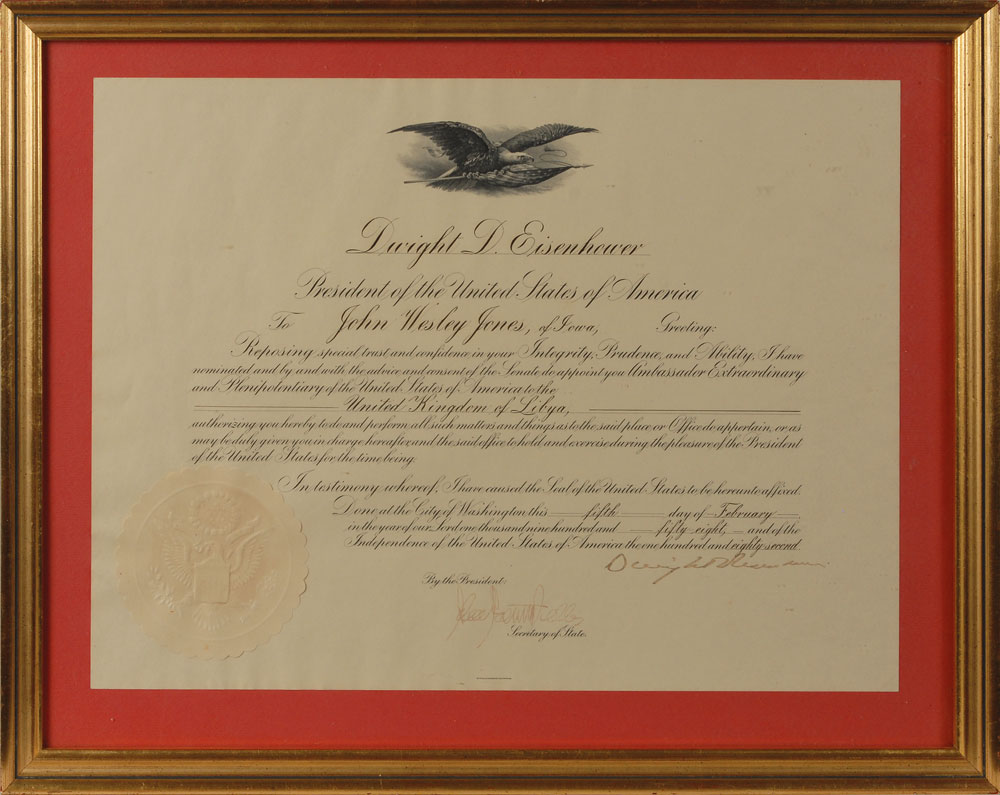 Dwight D. Eisenhower
President of the United States of America
To John Wesley Jones, of Iowa, Greeting:
Reposing special trust and confidence in your Integrity, Prudence, and Ability, I have
nominated and by and with the advice and consent of the Senate do appoint you Ambassador Extraordinary
and Plenipotentiary of the United States of America to the
United Kingdom of Libya,
authorizing you hereby to do and perform all such matters and things as to the said place or Office do appertain, or as
may be duly given you in charge hereafter, and the said office to hold and exercise during the pleasure of the President
of the United States for the time being.
In testimony whereof, I have caused the Seal of the United States to be hereunto affixed.
Done at the City of Washington this fifth day of February
in the year of our Lord one thousand nine hundred and fifty eight, and of the
Independence of the United States of America the one hundred and eighty second.
Dwight D Eisenhower
By the President:
Secretary of State.